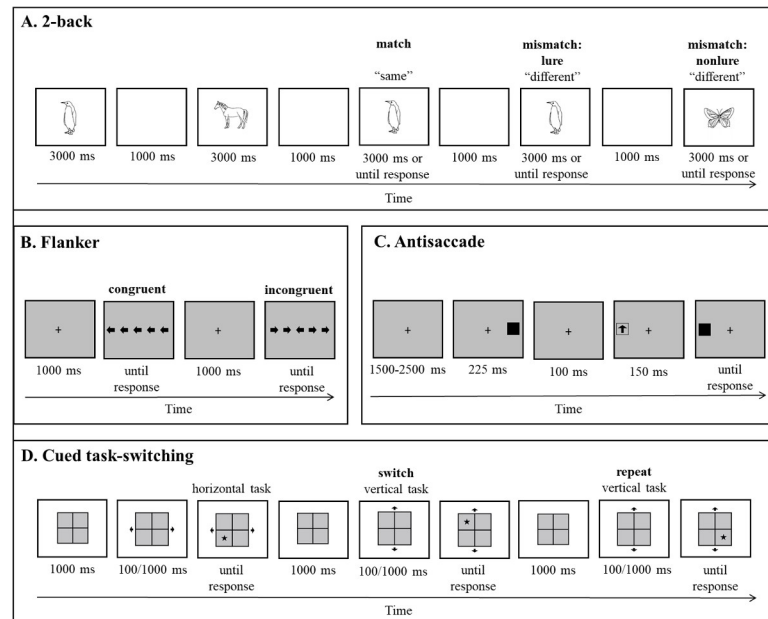 A. 2-back
match
mismatch:
mismatch:
lure
nonlure
“same”
“different”
“different”
3000 ms
1000 ms
3000 ms
1000 ms
3000 ms or
until response
1000 ms
3000 ms or
until response
1000 ms
3000 ms or
until response
Time
B. Flanker
congruent
incongruent
+
+
1000 ms
until
response
1000 ms
until
response
Time
C. Antisaccade
+
+
+
+
+
1500-2500 ms
225 ms
100 ms
150 ms
until
response
Time
D. Cued task-switching
horizontal task
switch
vertical task
repeat
vertical task
1000 ms
100/1000 ms
until
response
1000 ms
100/1000 ms
until
response
1000 ms
100/1000 ms
until
response
Time